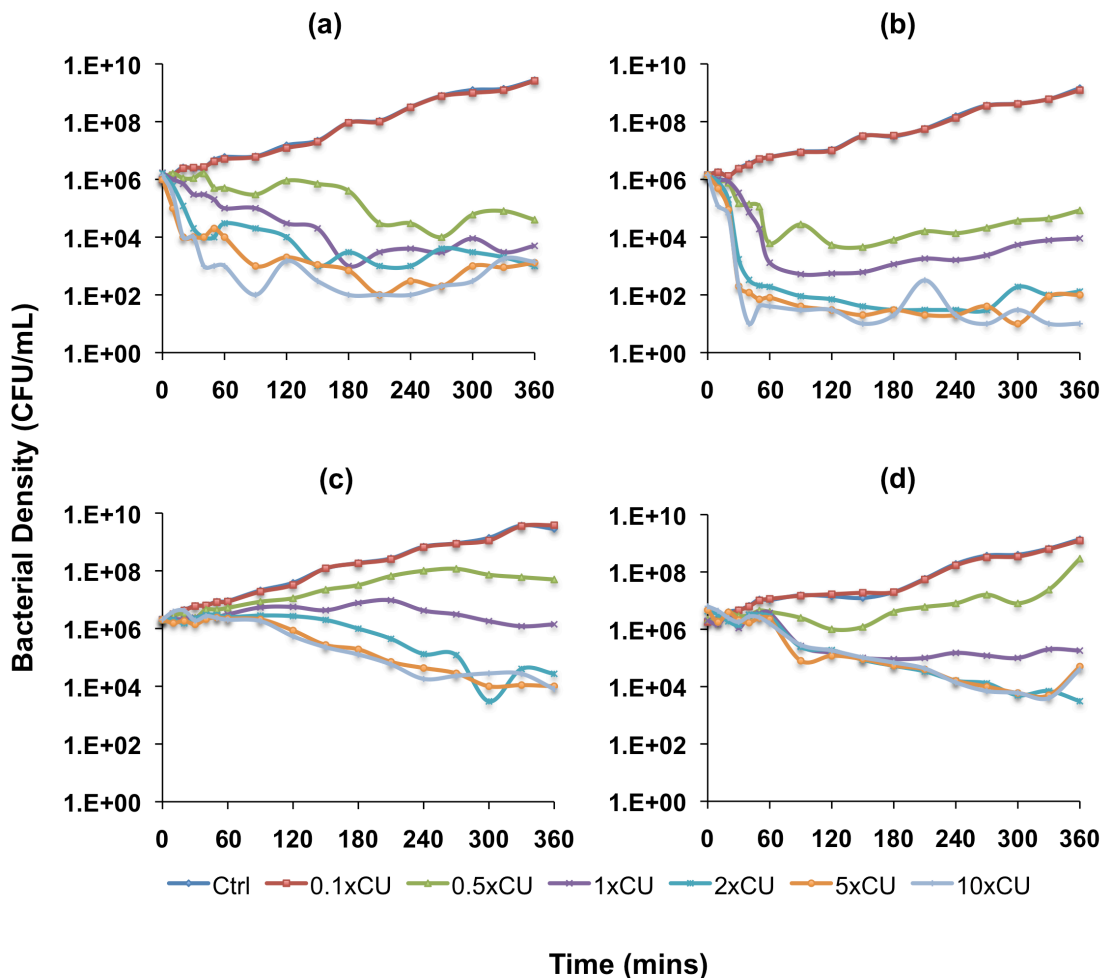 (a)
(b)
1.E+10
1.E+08
1.E+06
1.E+04
1.E+02
1.E+00
0 60 120 180 240 300 360
1.E+10
1.E+08
1.E+06
1.E+04
1.E+02
1.E+00
0 60 120 180 240 300 360
Bacterial Density (CFU/mL)
(c)
(d)
1.E+10
1.E+08
1.E+06
1.E+04
1.E+02
1.E+00
0 60 120 180 240 300 360
1.E+10
1.E+08
1.E+06
1.E+04
1.E+02
1.E+00
0 60 120 180 240 300 360
Ctrl 0.1xCU 0.5xCU 1xCU 2xCU 5xCU 10xCU
Time (mins)